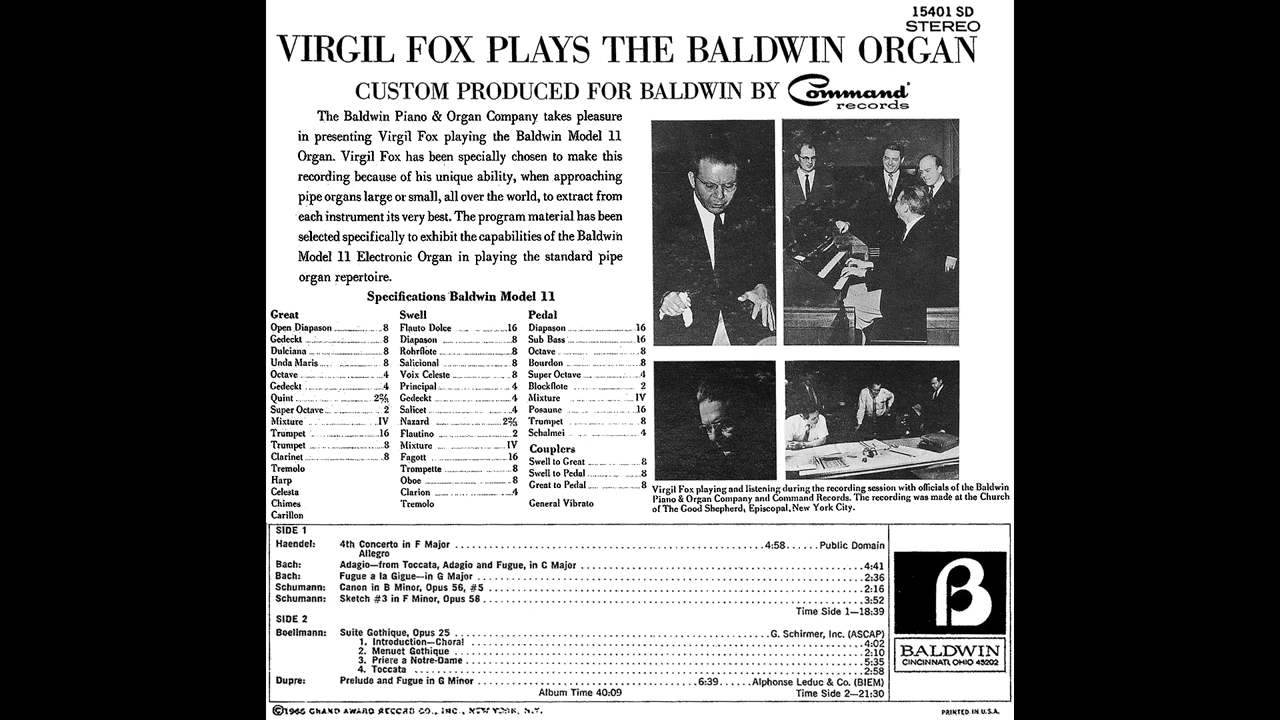 15401 SD
STEREO
VIRGIL FOX PLAYS THE BALDWIN ORGAN
CUSTOM PRODUCED FOR BALDWIN BY Command records
The Baldwin Piano & Organ Company takes pleasure
in presenting Virgil Fox playing the Baldwin Model 11
Organ. Virgil Fox has been specially chosen to make this
recording because of his unique ability, when approaching
pipe organs large or small, all over the world, to extract from
each instrument its very best. The program material has been
selected specifically to exhibit the capabilities of the Baldwin
Model 11 Electronic Organ in playing the standard pipe
organ repertoire.
Specifications Baldwin Model 11
Great
Open Diapason 8
Gedeckt 8
Dulciana 8
Unda Maris 8
Octave 4
Gedeckt 4
Quint 2⅔
Super Octave 2
Mixture IV
Trumpet 16
Trumpet 8
Clarinet 8
Tremolo
Harp
Celesta
Chimes
Carillon
Swell
Flauto Dolce 16
Diapason 8
Rohrflote 8
Salicional 8
Voix Celeste 8
Principal 4
Gedeckt 4
Salicet 4
Nazard 2⅔
Flautino 2
Mixture IV
Fagott 16
Trompette 8
Oboe 8
Clarion 4
Tremolo
Pedal
Diapason 16
Sub Bass 16
Octave 8
Bourdon 8
Super Octave 4
Blockflote 2
Mixture IV
Posaune 16
Trumpet 8
Schalmei 4
Couplers
Swell to Great 8
Swell to Pedal 8
Great to Pedal 8
General Vibrato
Virgil Fox playing and listening during the recording session with officials of the Baldwin
Piano & Organ Company and Command Records. The recording was made at the Church
of The Good Shepherd, Episcopal, New York City.
SIDE 1
Haendel: 4th Concerto in F Major 4:58 Public Domain
Allegro
Bach: Adagio—from Toccata, Adagio and Fugue, in C Major 4:41
Bach: Fugue a la Gigue—in G Major 2:36
Schumann: Canon in B Minor, Opus 56, #5 2:16
Schumann: Sketch #3 in F Minor, Opus 58 3:52
Time Side 1—18:39
SIDE 2
Boellmann: Suite Gothique, Opus 25 G. Schirmer, Inc. (ASCAP)
1. Introduction—Choral 4:02
2. Menuet Gothique 2:10
3. Priere a Notre-Dame 5:35
4. Toccata 2:58
Dupre: Prelude and Fugue in G Minor 6:39 Alphonse Leduc & Co. (BIEM)
Album Time 40:09 Time Side 2—21:30
B
BALDWIN
CINCINNATI, OHIO 45202
©1966 GRAND AWARD RECORD CO., INC., NEW YORK, N.Y.
PRINTED IN U.S.A.